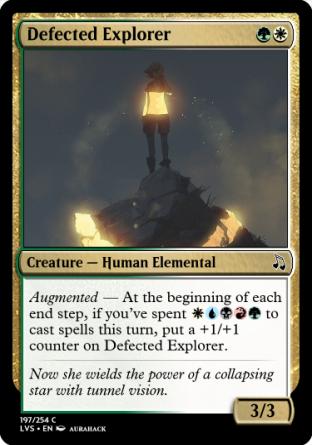 Defected Explorer
Creature — Human Elemental
Augmented — At the beginning of each
end step, if you've spent to
cast spells this turn, put a +1/+1
counter on Defected Explorer.
Now she wields the power of a collapsing
star with tunnel vision.
3/3
197/254 C
LVS • EN AURAHACK